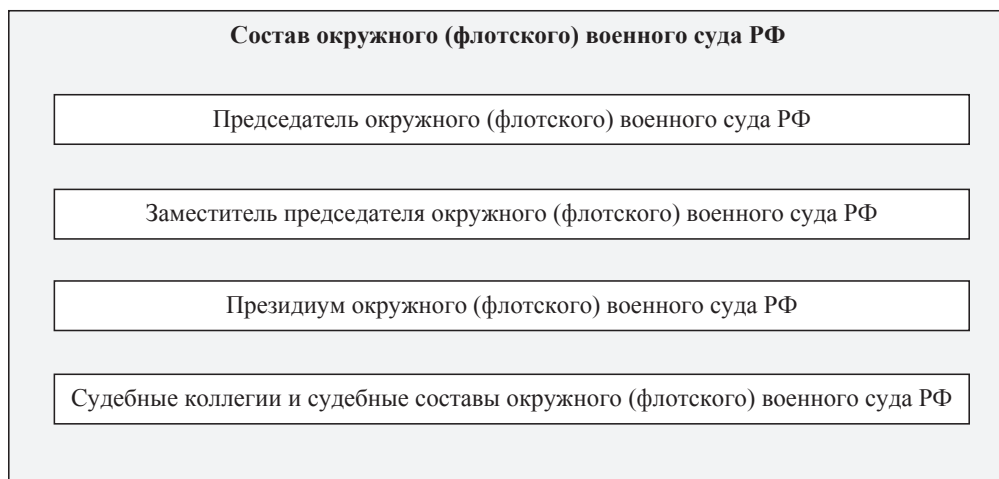 Состав окружного (флотского) военного суда РФ
Председатель окружного (флотского) военного суда РФ
Заместитель председателя окружного (флотского) военного суда РФ
Президиум окружного (флотского) военного суда РФ
Судебные коллегии и судебные составы окружного (флотского) военного суда РФ